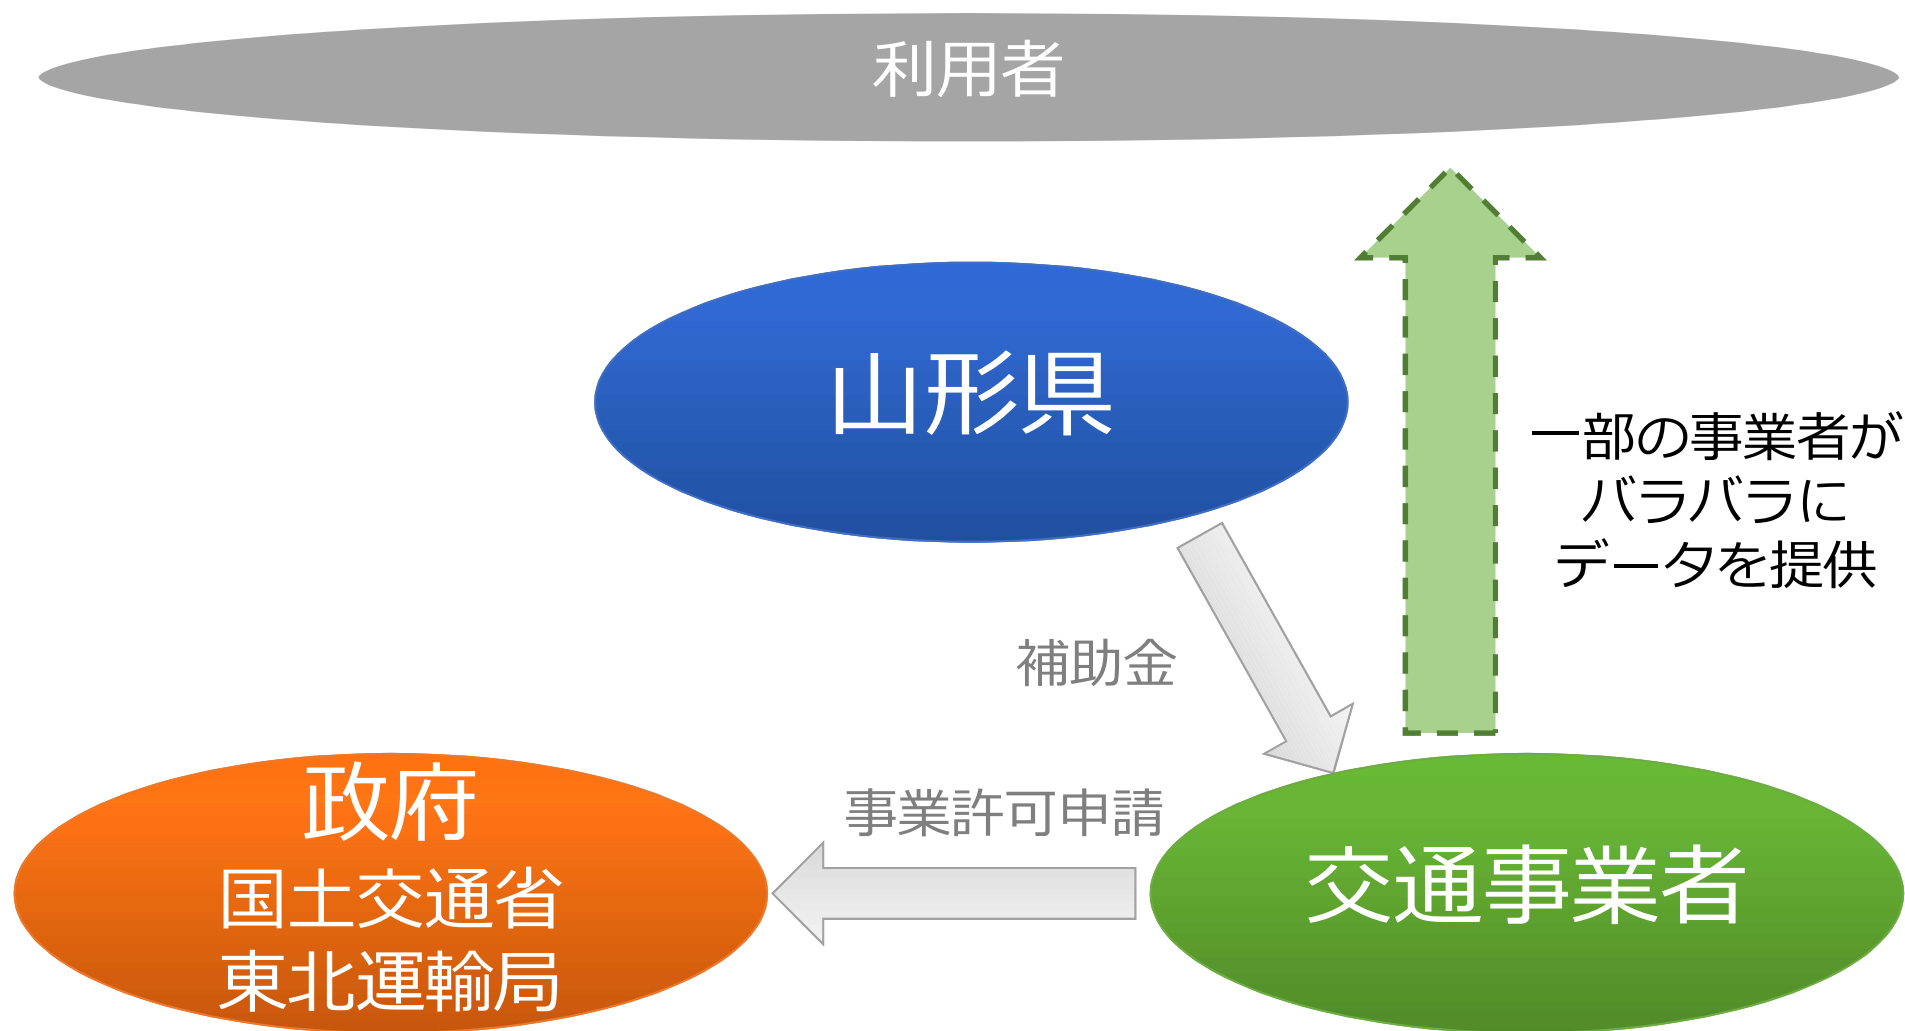 利用者
山形県
一部の事業者が
バラバラに
データを提供
補助金
事業許可申請
政府
国土交通省
東北運輸局
交通事業者